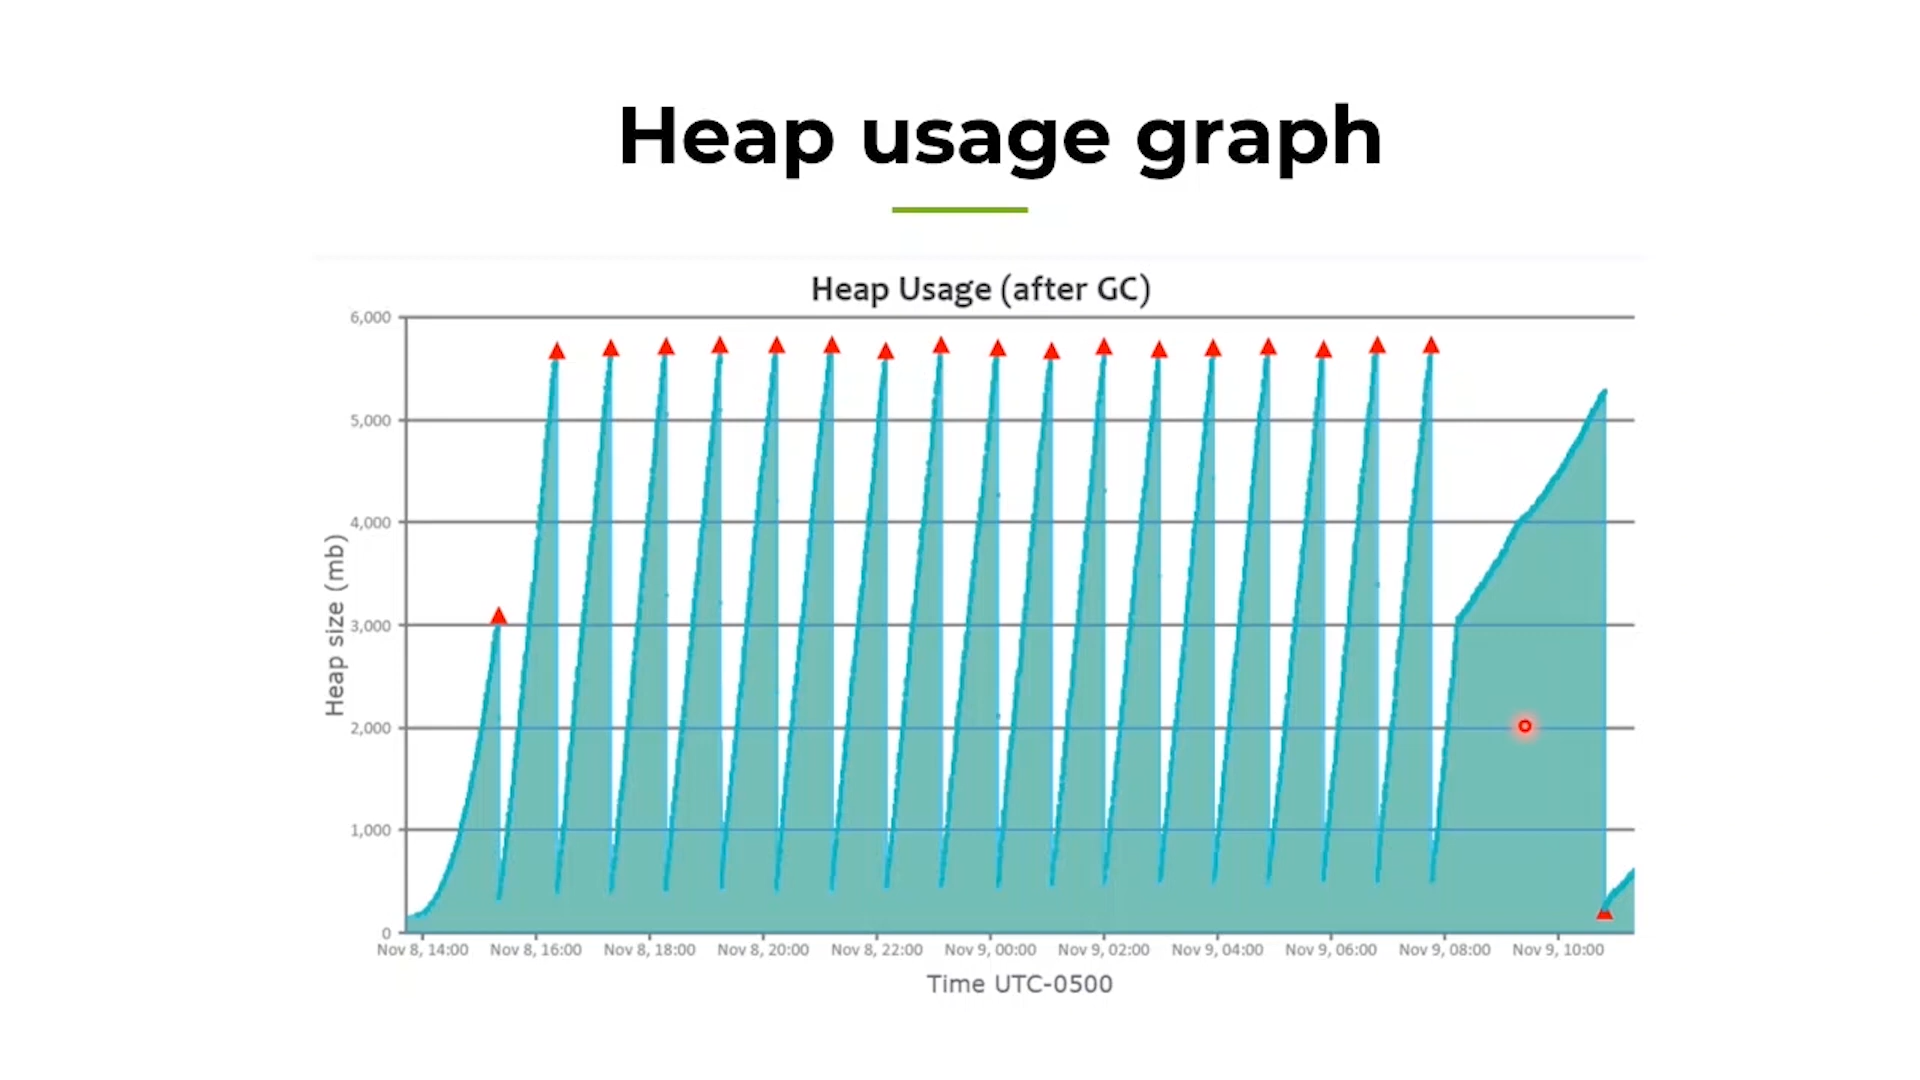 Heap usage graph
Heap Usage (after GC)
6,000
5,000
4,000
3,000
2,000
1,000
0
Heap size (mb)
Nov 8, 14:00 Nov 8, 16:00 Nov 8, 18:00 Nov 8, 20:00 Nov 8, 22:00 Nov 9, 00:00 Nov 9, 02:00 Nov 9, 04:00 Nov 9, 06:00 Nov 9, 08:00 Nov 9, 10:00
Time UTC-0500